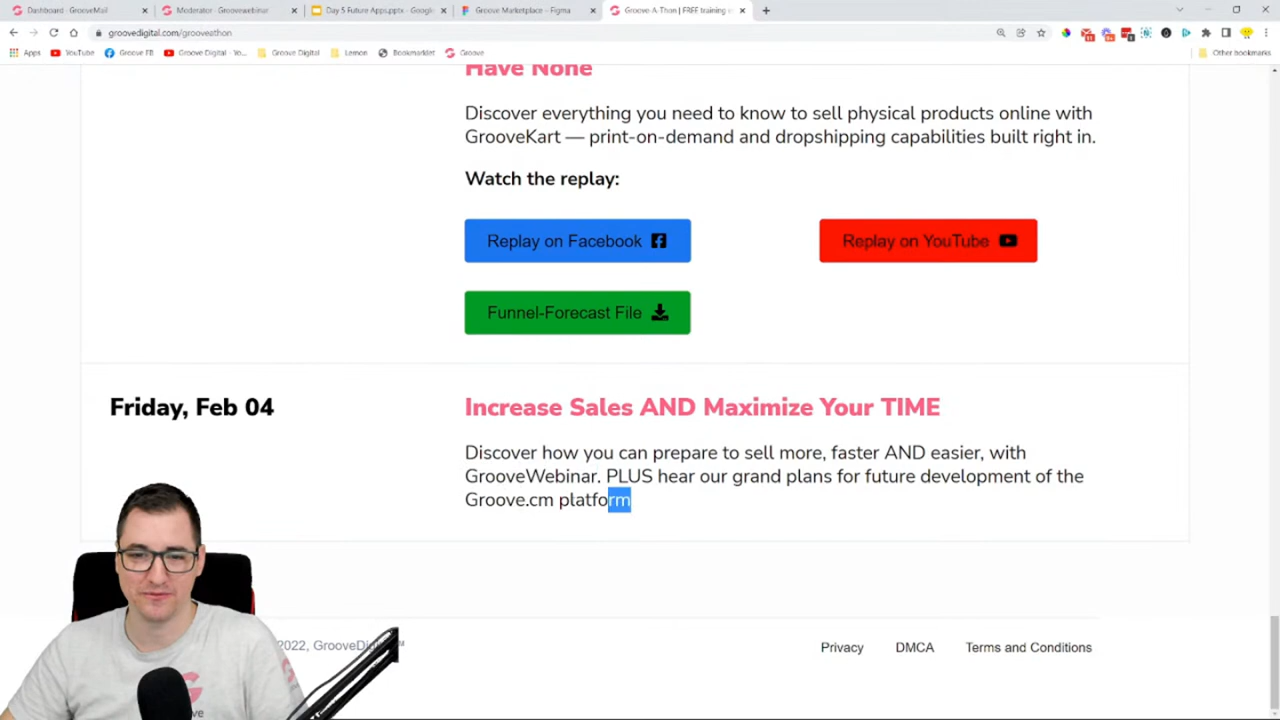 Dashboard - GrooveMail
Moderator - Groovewebinar
Day 5 Future Apps.pptx - Google
Groove Marketplace – Figma
Groove-A-Thon | FREE training
groovedigital.com/grooveathon
Apps
YouTube
Groove FB
Groove Digital - Yo...
Groove Digital
Lemon
Bookmarklet
Groove
Other bookmarks
Have None
Discover everything you need to know to sell physical products online with
GrooveKart — print-on-demand and dropshipping capabilities built right in.
Watch the replay:
Replay on Facebook
Replay on YouTube
Funnel-Forecast File
Friday, Feb 04
Increase Sales AND Maximize Your TIME
Discover how you can prepare to sell more, faster AND easier, with
GrooveWebinar. PLUS hear our grand plans for future development of the
Groove.cm platform
2022, GrooveDi
Privacy
DMCA
Terms and Conditions